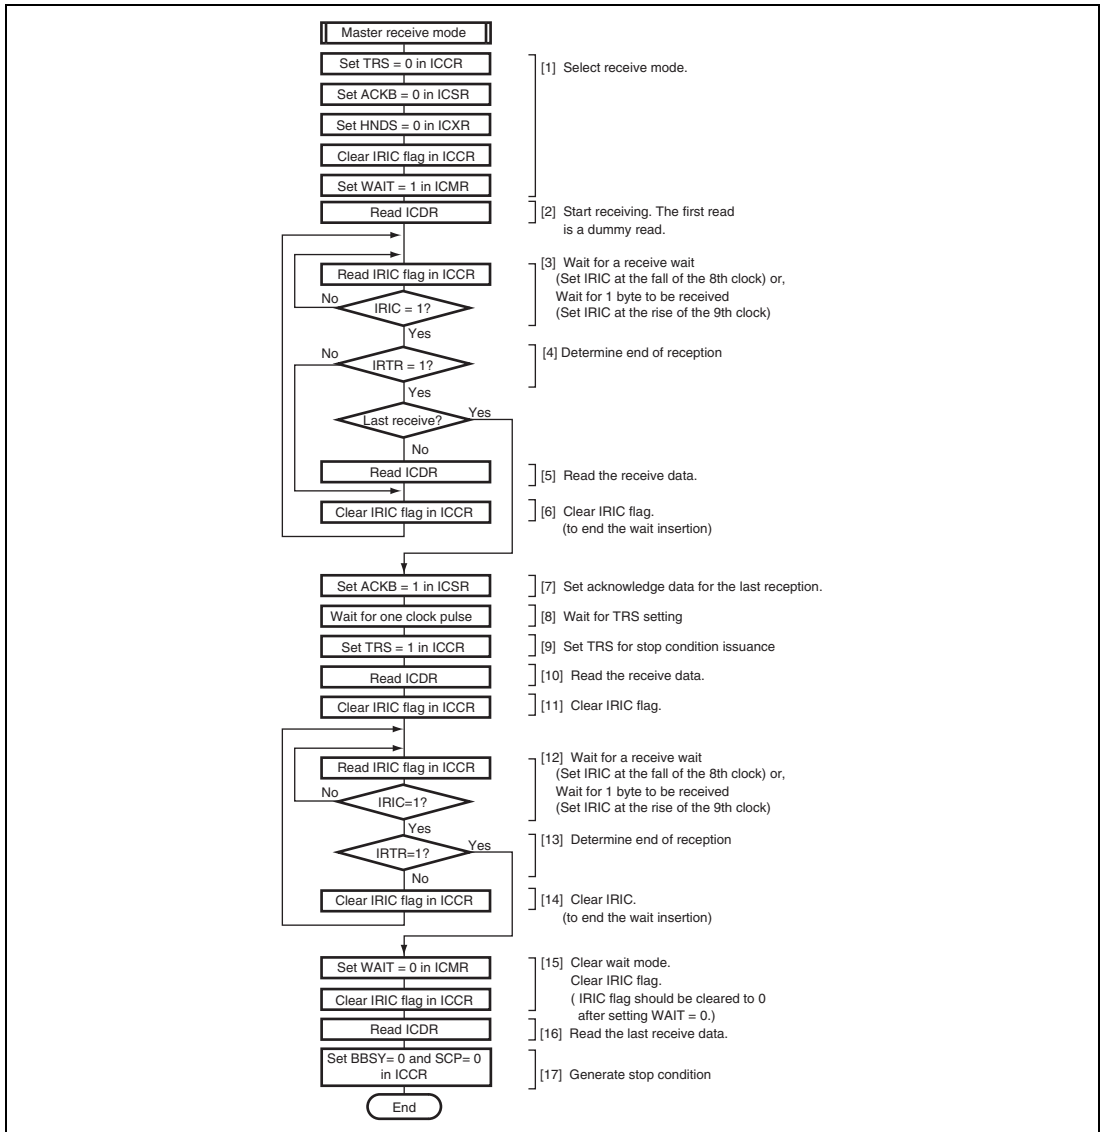 Master receive mode
Set TRS = 0 in ICCR
[1] Select receive mode.
Set ACKB = 0 in ICSR
Set HNDS = 0 in ICXR
Clear IRIC flag in ICCR
Set WAIT = 1 in ICMR
Read ICDR
[2] Start receiving. The first read
is a dummy read.
Read IRIC flag in ICCR
[3] Wait for a receive wait
(Set IRIC at the fall of the 8th clock) or,
Wait for 1 byte to be received
(Set IRIC at the rise of the 9th clock)
No
IRIC = 1?
Yes
No
IRTR = 1?
[4] Determine end of reception
Yes
Last receive?
Yes
No
Read ICDR
[5] Read the receive data.
Clear IRIC flag in ICCR
[6] Clear IRIC flag.
(to end the wait insertion)
Set ACKB = 1 in ICSR
[7] Set acknowledge data for the last reception.
Wait for one clock pulse
[8] Wait for TRS setting
Set TRS = 1 in ICCR
[9] Set TRS for stop condition issuance
Read ICDR
[10] Read the receive data.
Clear IRIC flag in ICCR
[11] Clear IRIC flag.
Read IRIC flag in ICCR
[12] Wait for a receive wait
(Set IRIC at the fall of the 8th clock) or,
Wait for 1 byte to be received
(Set IRIC at the rise of the 9th clock)
No
IRIC=1?
Yes
IRTR=1?
Yes
[13] Determine end of reception
No
Clear IRIC flag in ICCR
[14] Clear IRIC.
(to end the wait insertion)
Set WAIT = 0 in ICMR
[15] Clear wait mode.
Clear IRIC flag.
( IRIC flag should be cleared to 0
after setting WAIT = 0.)
Clear IRIC flag in ICCR
Read ICDR
[16] Read the last receive data.
Set BBSY= 0 and SCP= 0
in ICCR
[17] Generate stop condition
End